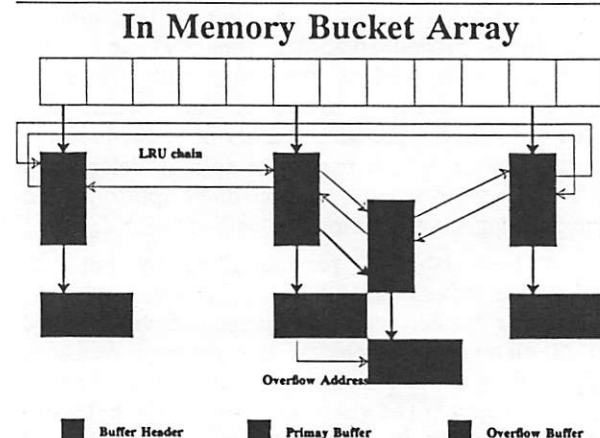 In Memory Bucket Array
LRU chain
Overflow Address
Buffer Header
Primay Buffer
Overflow Buffer